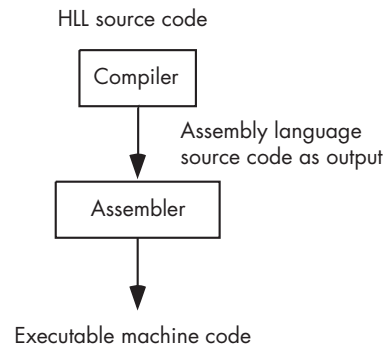 HLL source code
Compiler
Assembly language
source code as output
Assembler
Executable machine code